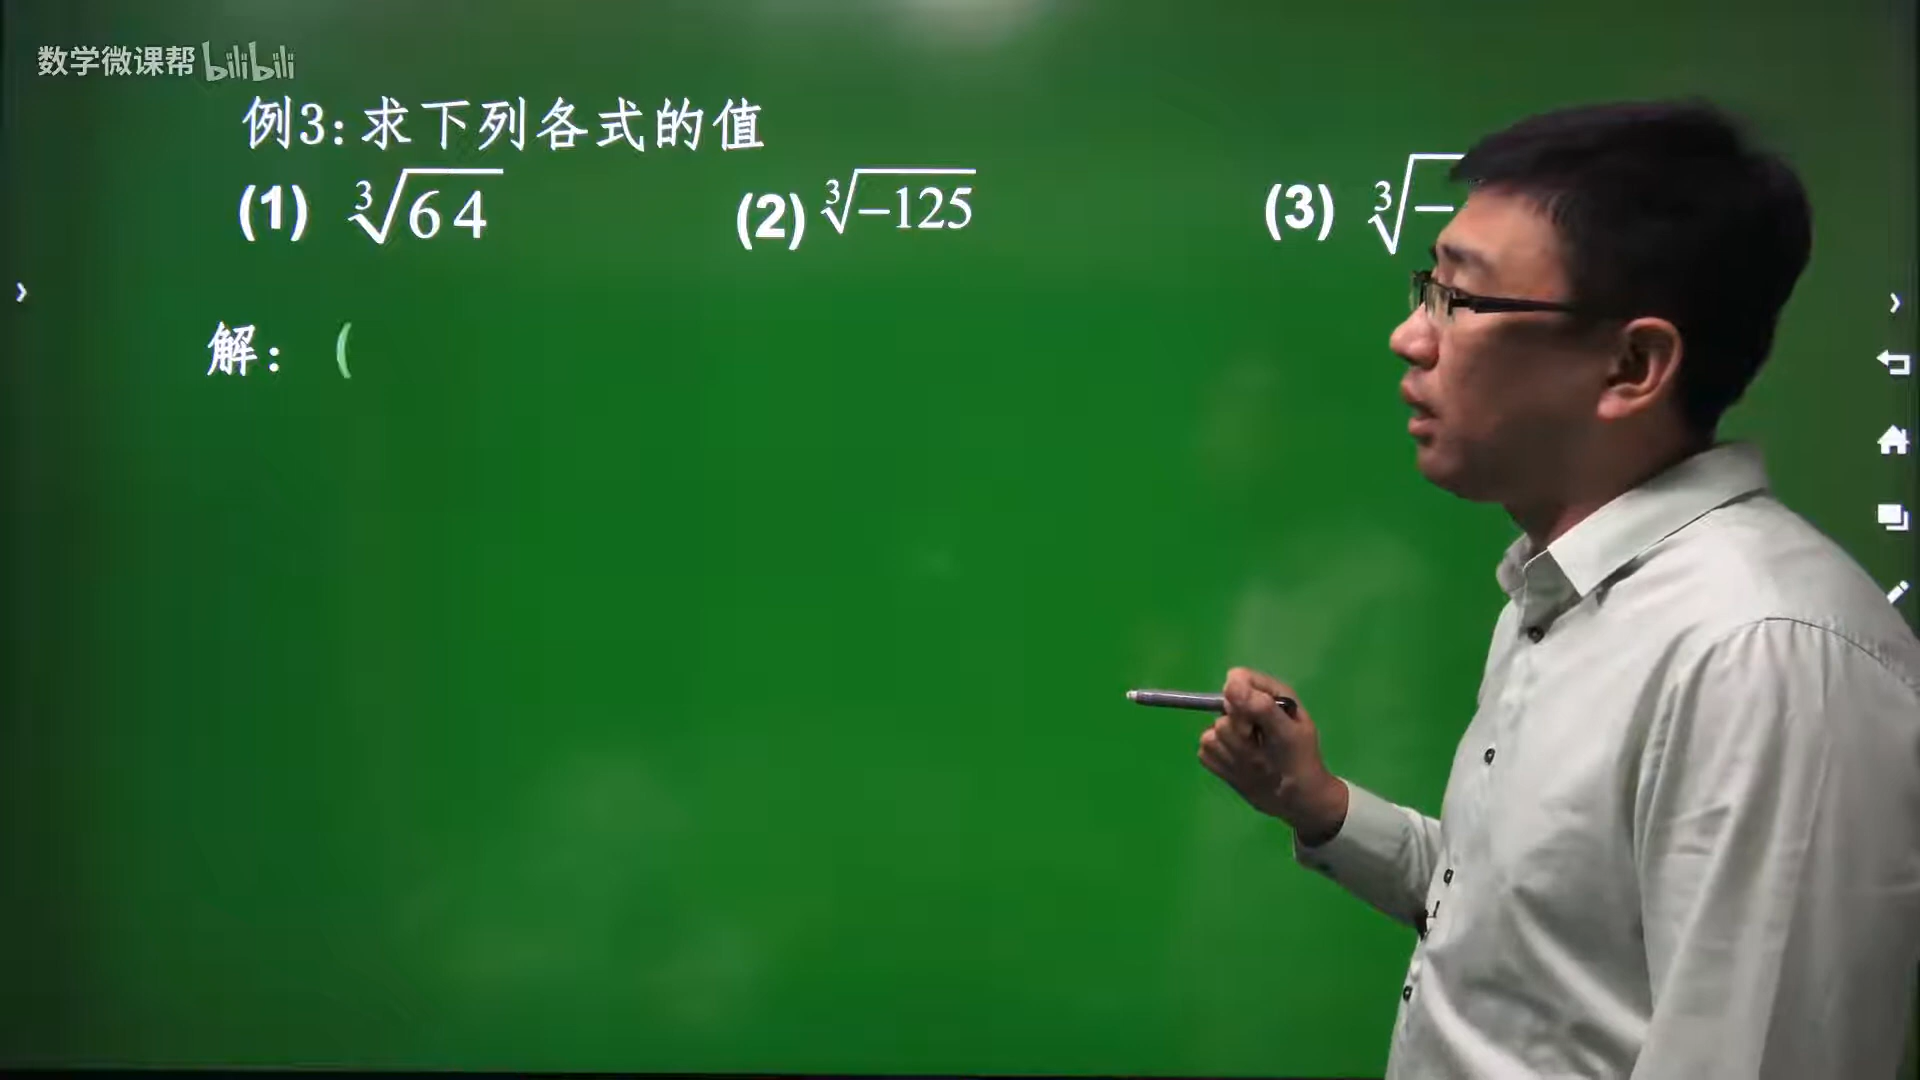 数学微课帮 bilibili
例3:求下列各式的值
(1) ∛64 (2) ∛-125 (3) ∛-
解: (